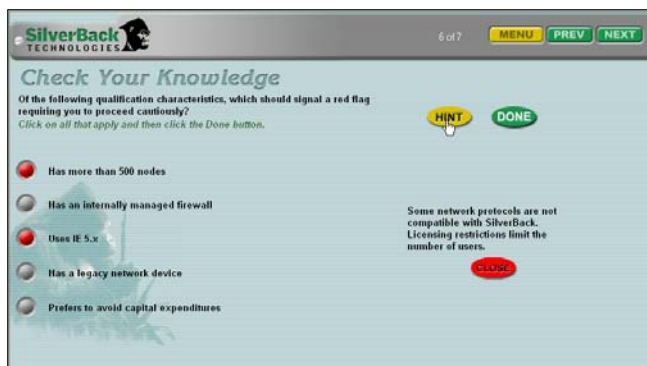 SilverBack
TECHNOLOGIES
6 of 7
MENU
PREV
NEXT
Check Your Knowledge
Of the following qualification characteristics, which should signal a red flag
requiring you to proceed cautiously?
Click on all that apply and then click the Done button.
HINT
DONE
Has more than 500 nodes
Has an internally managed firewall
Uses IE 5.x
Has a legacy network device
Prefers to avoid capital expenditures
Some network protocols are not
compatible with SilverBack.
Licensing restrictions limit the
number of users.
CLOSE